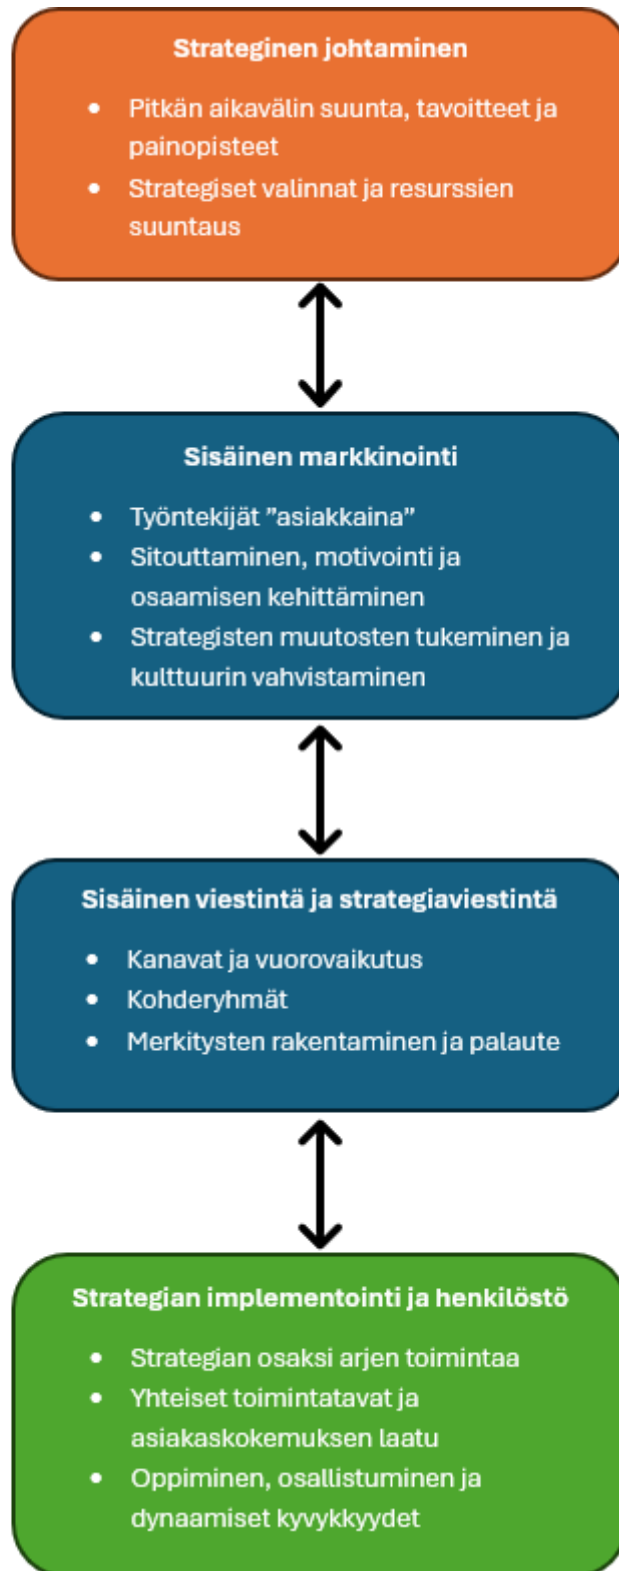 Strateginen johtaminen
• Pitkän aikavälin suunta, tavoitteet ja
painopisteet
• Strategiset valinnat ja resurssien
suuntaus
Sisäinen markkinointi
• Työntekijät ”asiakkaina”
• Sitouttaminen, motivointi ja
osaamisen kehittäminen
• Strategisten muutosten tukeminen ja
kulttuurin vahvistaminen
Sisäinen viestintä ja strategiaviestintä
• Kanavat ja vuorovaikutus
• Kohderyhmät
• Merkitysten rakentaminen ja palaute
Strategian implementointi ja henkilöstö
• Strategian osaksi arjen toimintaa
• Yhteiset toimintatavat ja
asiakaskokemuksen laatu
• Oppiminen, osallistuminen ja
dynaamiset kyvykkyydet